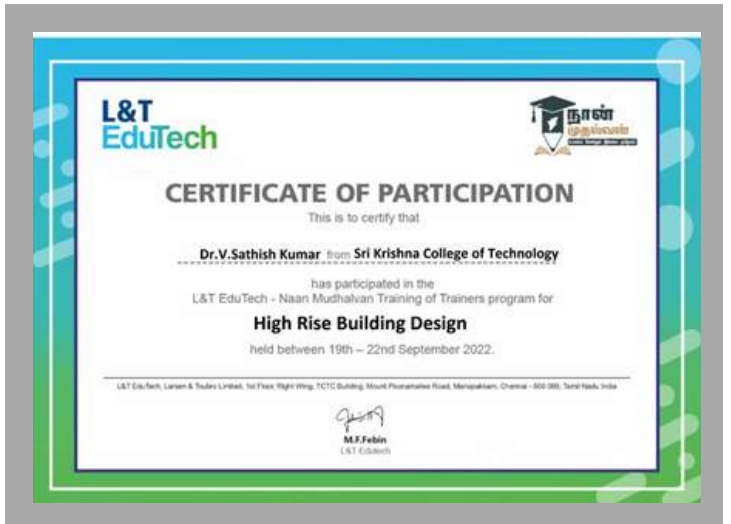 L&T
EduTech
நான்
முதல்வன்
CERTIFICATE OF PARTICIPATION
This is to certify that
Dr.V.Sathish Kumar from Sri Krishna College of Technology
has participated in the
L&T EduTech - Naan Mudhalvan Training of Trainers program for
High Rise Building Design
held between 19th – 22nd September 2022.
L&T EduTech, Larsen & Toubro Limited, 1st Floor, Right Wing, TCTC Building, Mount Poonamallee Road, Manapakkam, Chennai - 600 089, Tamil Nadu, India
M.F.Febin
L&T Edutech